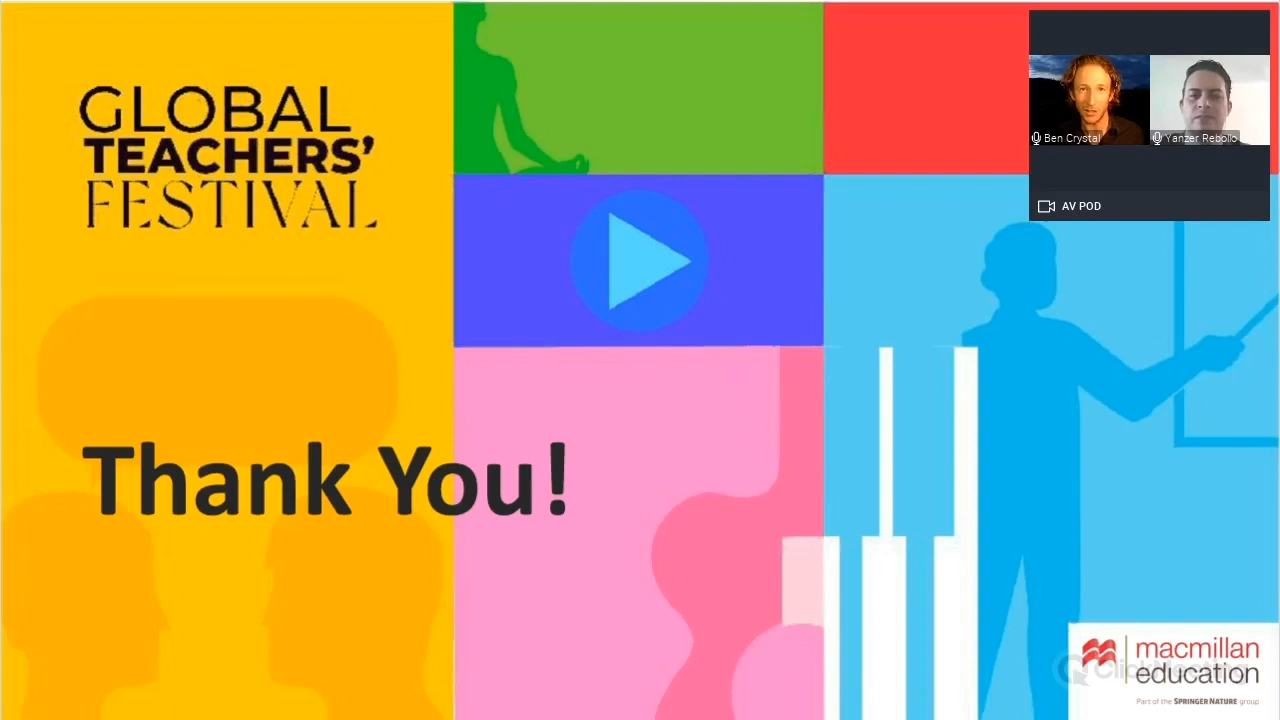 GLOBAL
TEACHERS’
FESTIVAL
Thank You!
Ben Crystal
Yanzer Rebollo
AV POD
macmillan
education
Part of the SPRINGER NATURE group
ClickMeeting